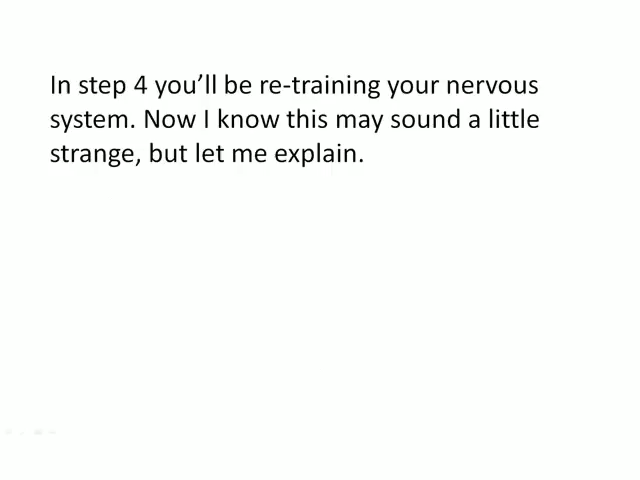 In step 4 you’ll be re-training your nervous
system. Now I know this may sound a little
strange, but let me explain.